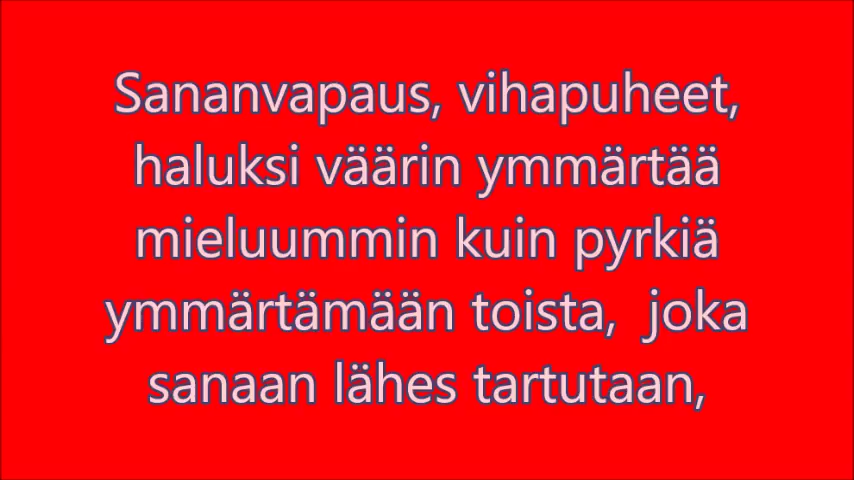 Sananvapaus, vihapuheet,
haluksi väärin ymmärtää
mieluummin kuin pyrkiä
ymmärtämään toista,  joka
sanaan lähes tartutaan,